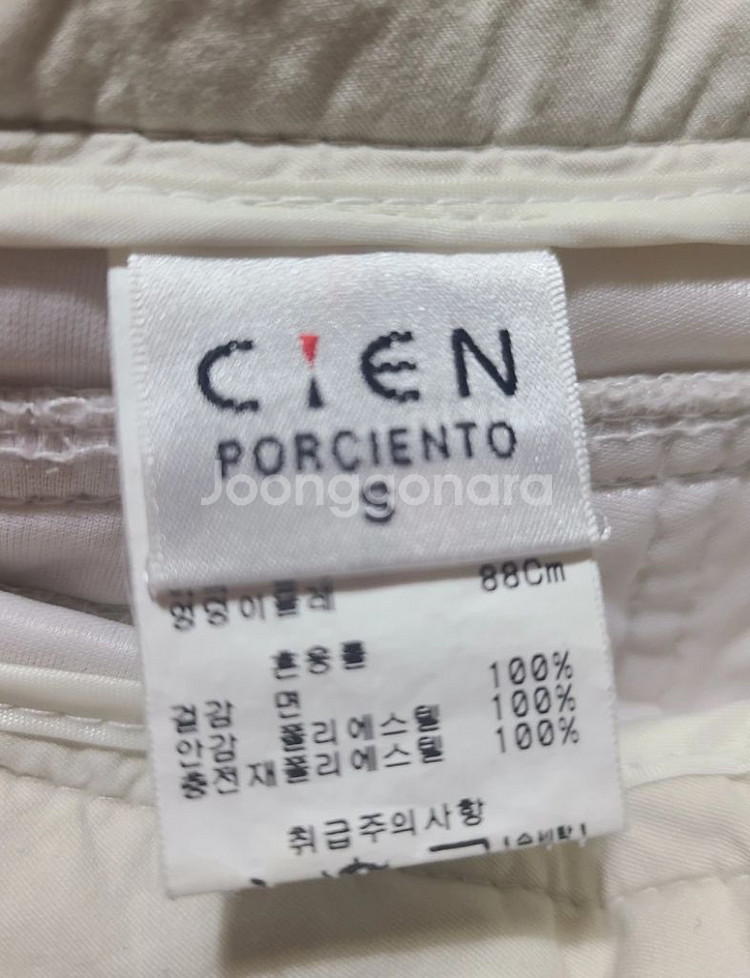 CIEN
PORCIENTO
Joonggonara
S
엉덩이둘레 88Cm
혼용률
겉감 면 100%
안감 폴리에스텔 100%
충전재폴리에스텔 100%
취급주의사항